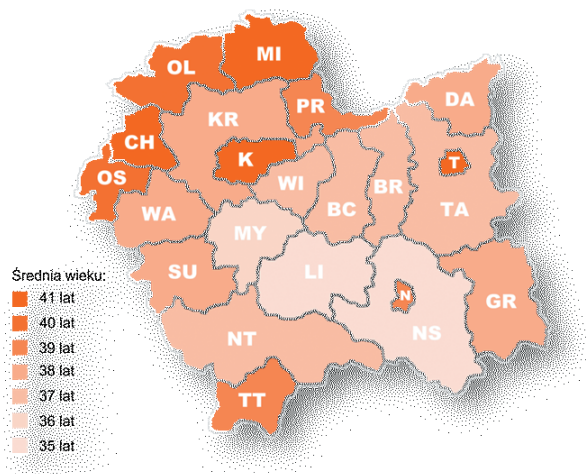 MI
OL
DA
PR
KR
CH
K
T
OS
WI
BR
WA
BC
TA
MY
SU
LI
GR
N
NT
NS
TT
Średnia wieku:
41 lat
40 lat
39 lat
38 lat
37 lat
36 lat
35 lat